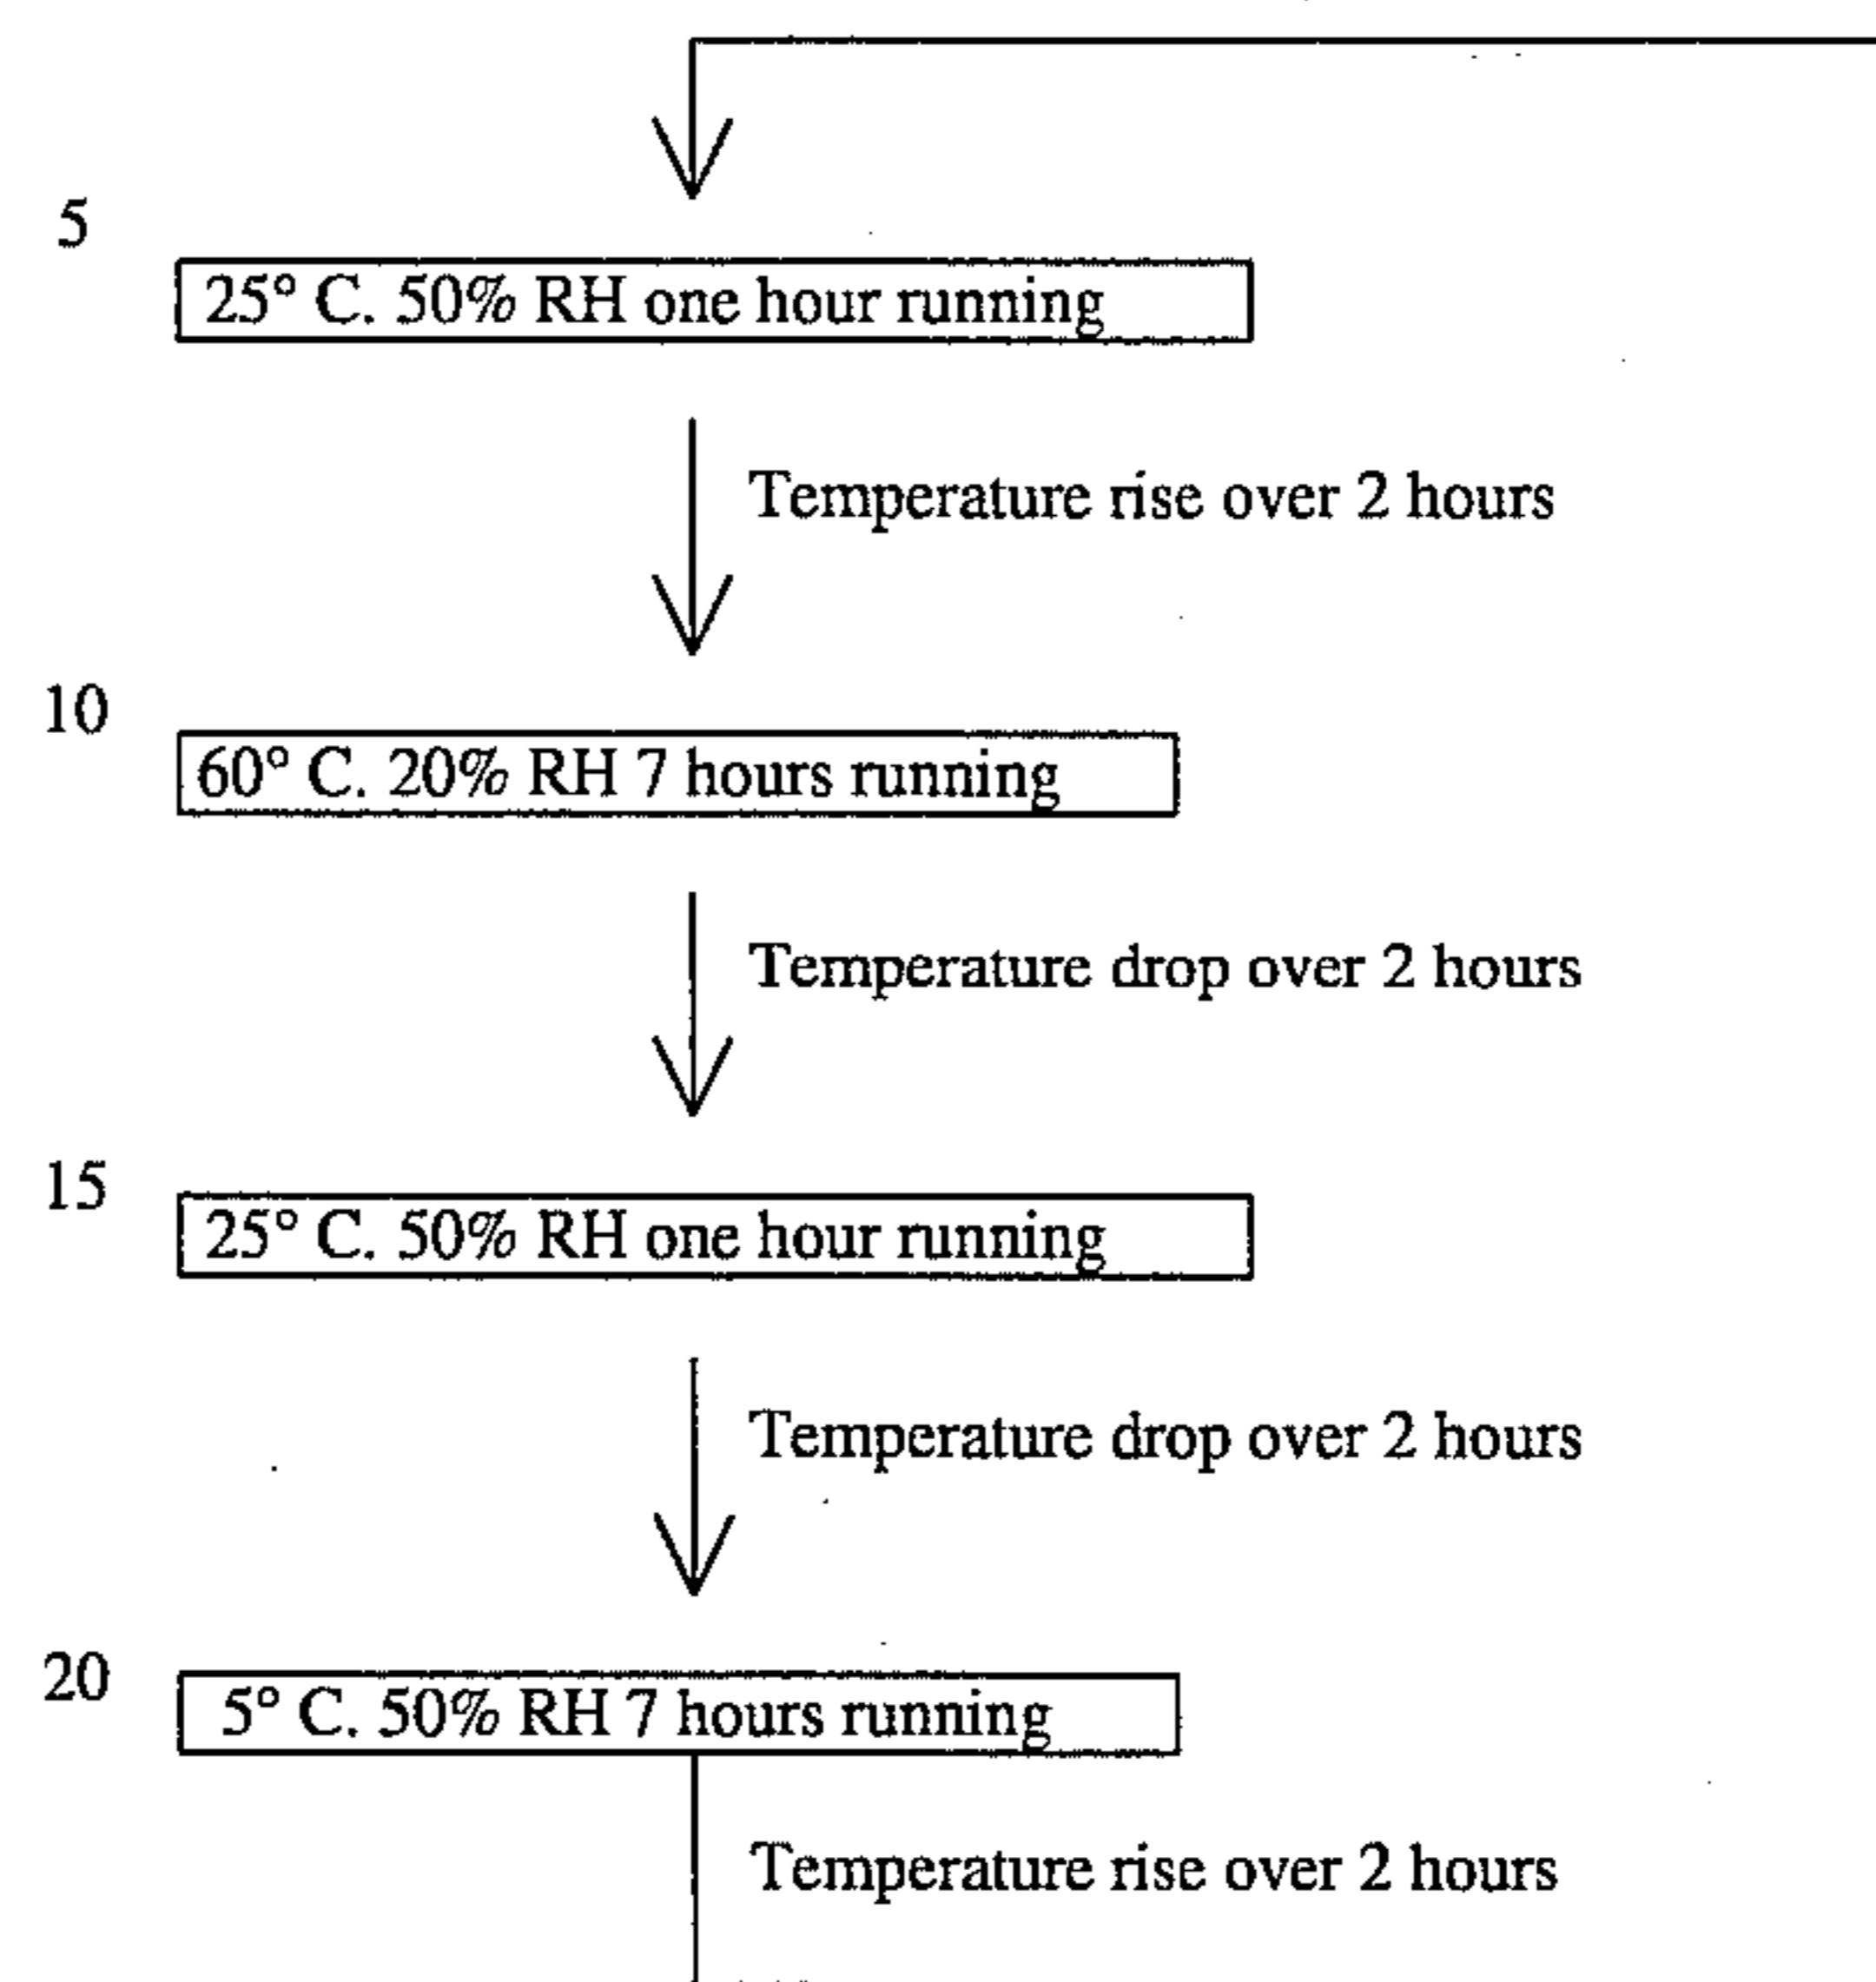 5
25° C. 50% RH one hour running
Temperature rise over 2 hours
10
60° C. 20% RH 7 hours running
Temperature drop over 2 hours
15
25° C. 50% RH one hour running
Temperature drop over 2 hours
20
5° C. 50% RH 7 hours running
Temperature rise over 2 hours